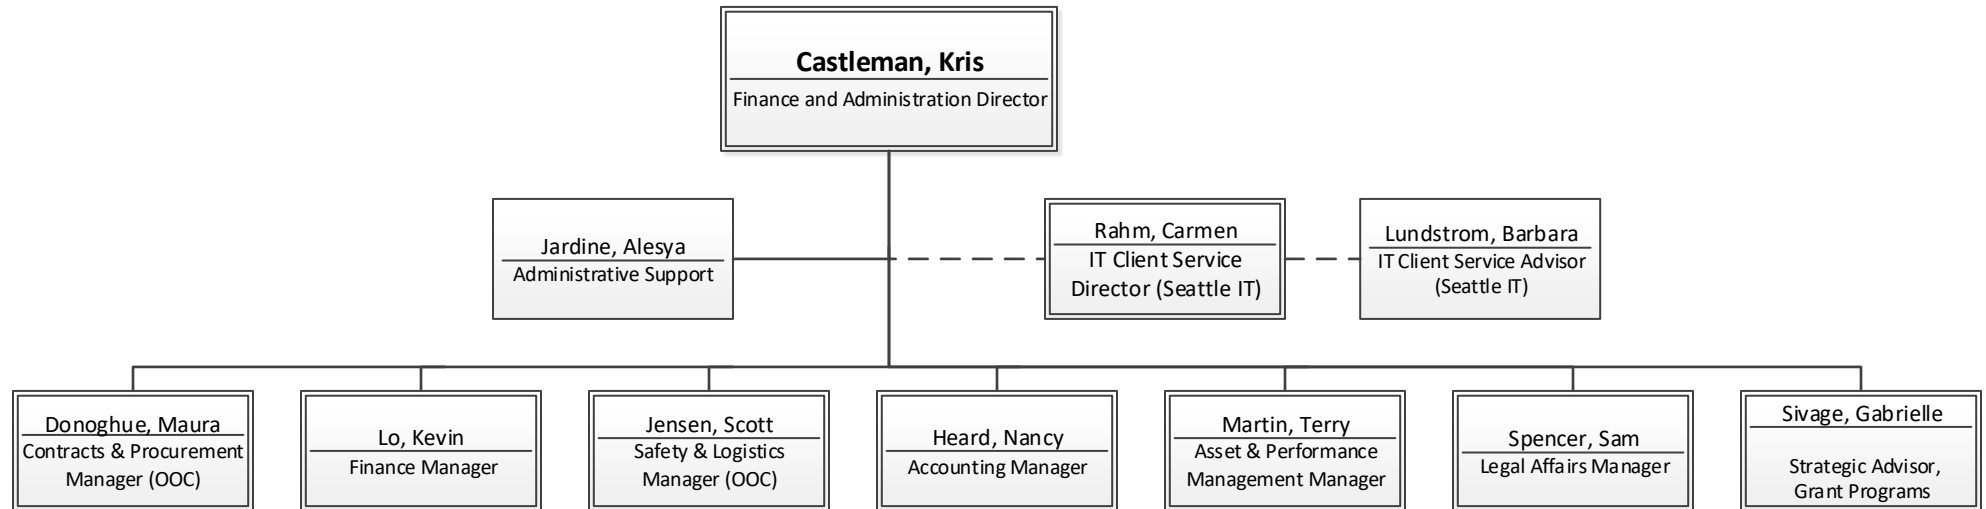 Castleman, Kris
Finance and Administration Director
Jardine, Alesya
Administrative Support
Rahm, Carmen
IT Client Service
Director (Seattle IT)
Lundstrom, Barbara
IT Client Service Advisor
(Seattle IT)
Donoghue, Maura
Contracts & Procurement
Manager (OOC)
Lo, Kevin
Finance Manager
Jensen, Scott
Safety & Logistics
Manager (OOC)
Heard, Nancy
Accounting Manager
Martin, Terry
Asset & Performance
Management Manager
Spencer, Sam
Legal Affairs Manager
Sivage, Gabrielle
Strategic Advisor,
Grant Programs